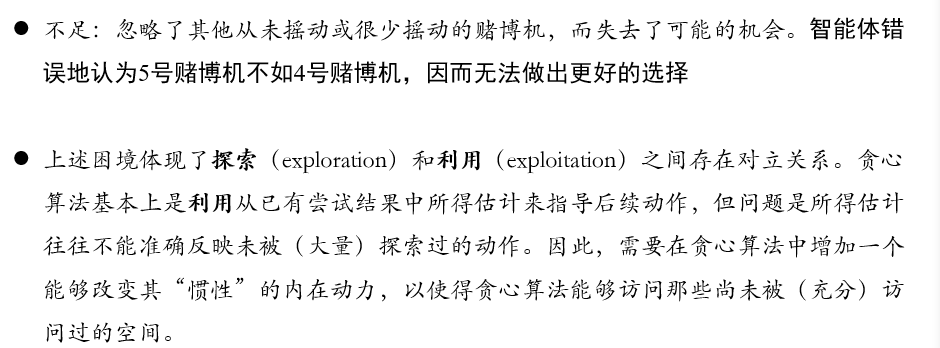 ● 不足：忽略了其他从未摇动或很少摇动的赌博机，而失去了可能的机会。智能体错
误地认为5号赌博机不如4号赌博机，因而无法做出更好的选择
● 上述困境体现了探索（exploration）和利用（exploitation）之间存在对立关系。贪心
算法基本上是利用从已有尝试结果中所得估计来指导后续动作，但问题是所得估计
往往不能准确反映未被（大量）探索过的动作。因此，需要在贪心算法中增加一个
能够改变其“惯性”的内在动力，以使得贪心算法能够访问那些尚未被（充分）访
问过的空间。